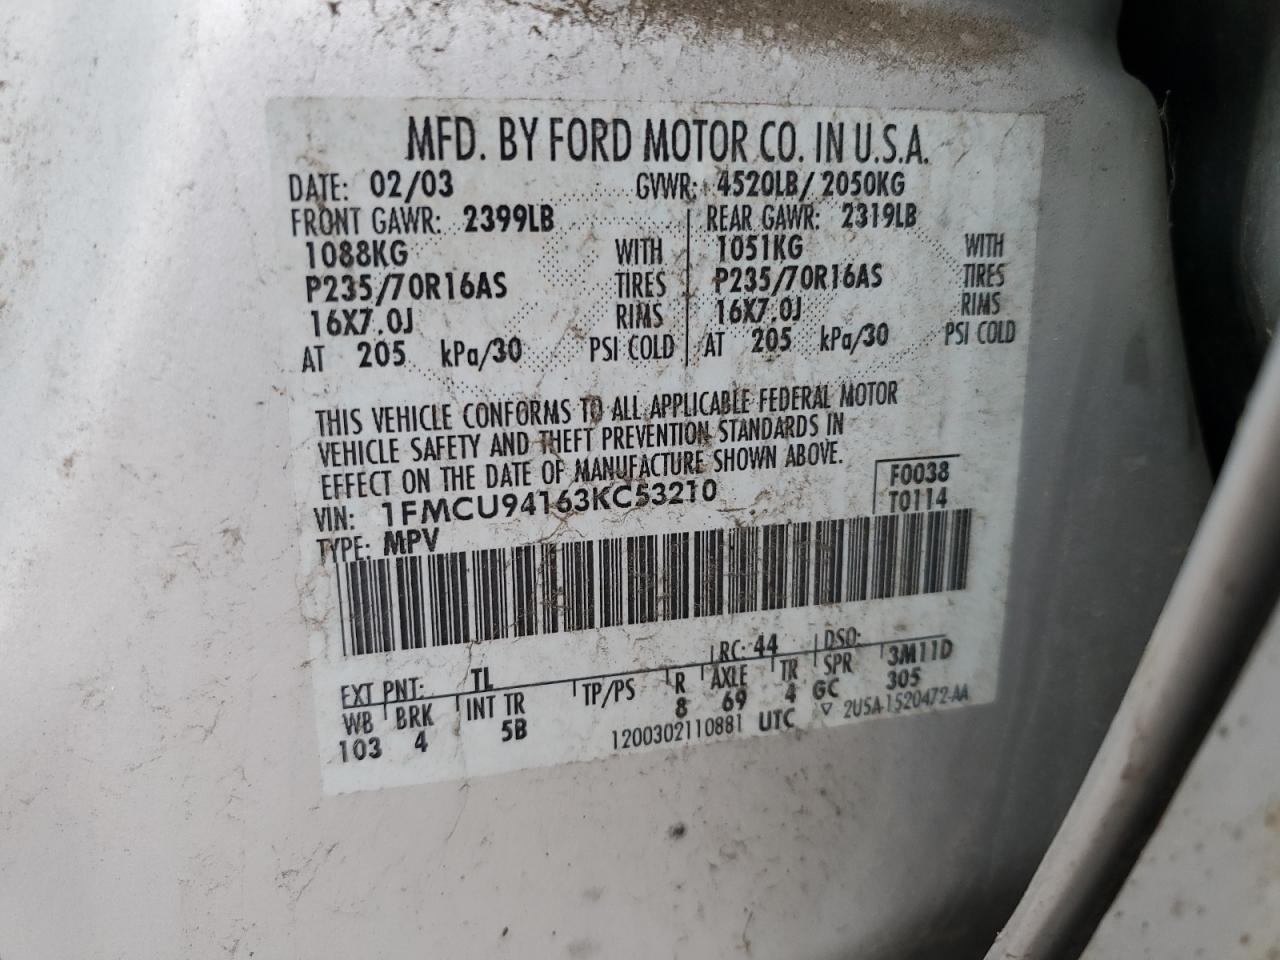 MFD. BY FORD MOTOR CO. IN U.S.A.
DATE: 02/03 GVWR: 4520LB/ 2050KG
FRONT GAWR: 2399LB REAR GAWR: 2319LB
1088KG WITH 1051KG WITH
P235/70R16AS TIRES P235/70R16AS TIRES
16X7.0J RIMS 16X7.0J RIMS
AT 205 kPa/30 PSI COLD AT 205 kPa/30 PSI COLD
THIS VEHICLE CONFORMS TO ALL APPLICABLE FEDERAL MOTOR
VEHICLE SAFETY AND THEFT PREVENTION STANDARDS IN
EFFECT ON THE DATE OF MANUFACTURE SHOWN ABOVE.
F0038
VIN: 1FMCU94163KC53210 T0114
TYPE: MPV
RC: 44 DSO:
EXT PNT: TL 3M11D
WB BRK INT TR TP/PS R AXLE TR SPR 305
103 4 5B 8 69 4 GC
1200302110881 UTC ▽ 2U5A-1520472-AA